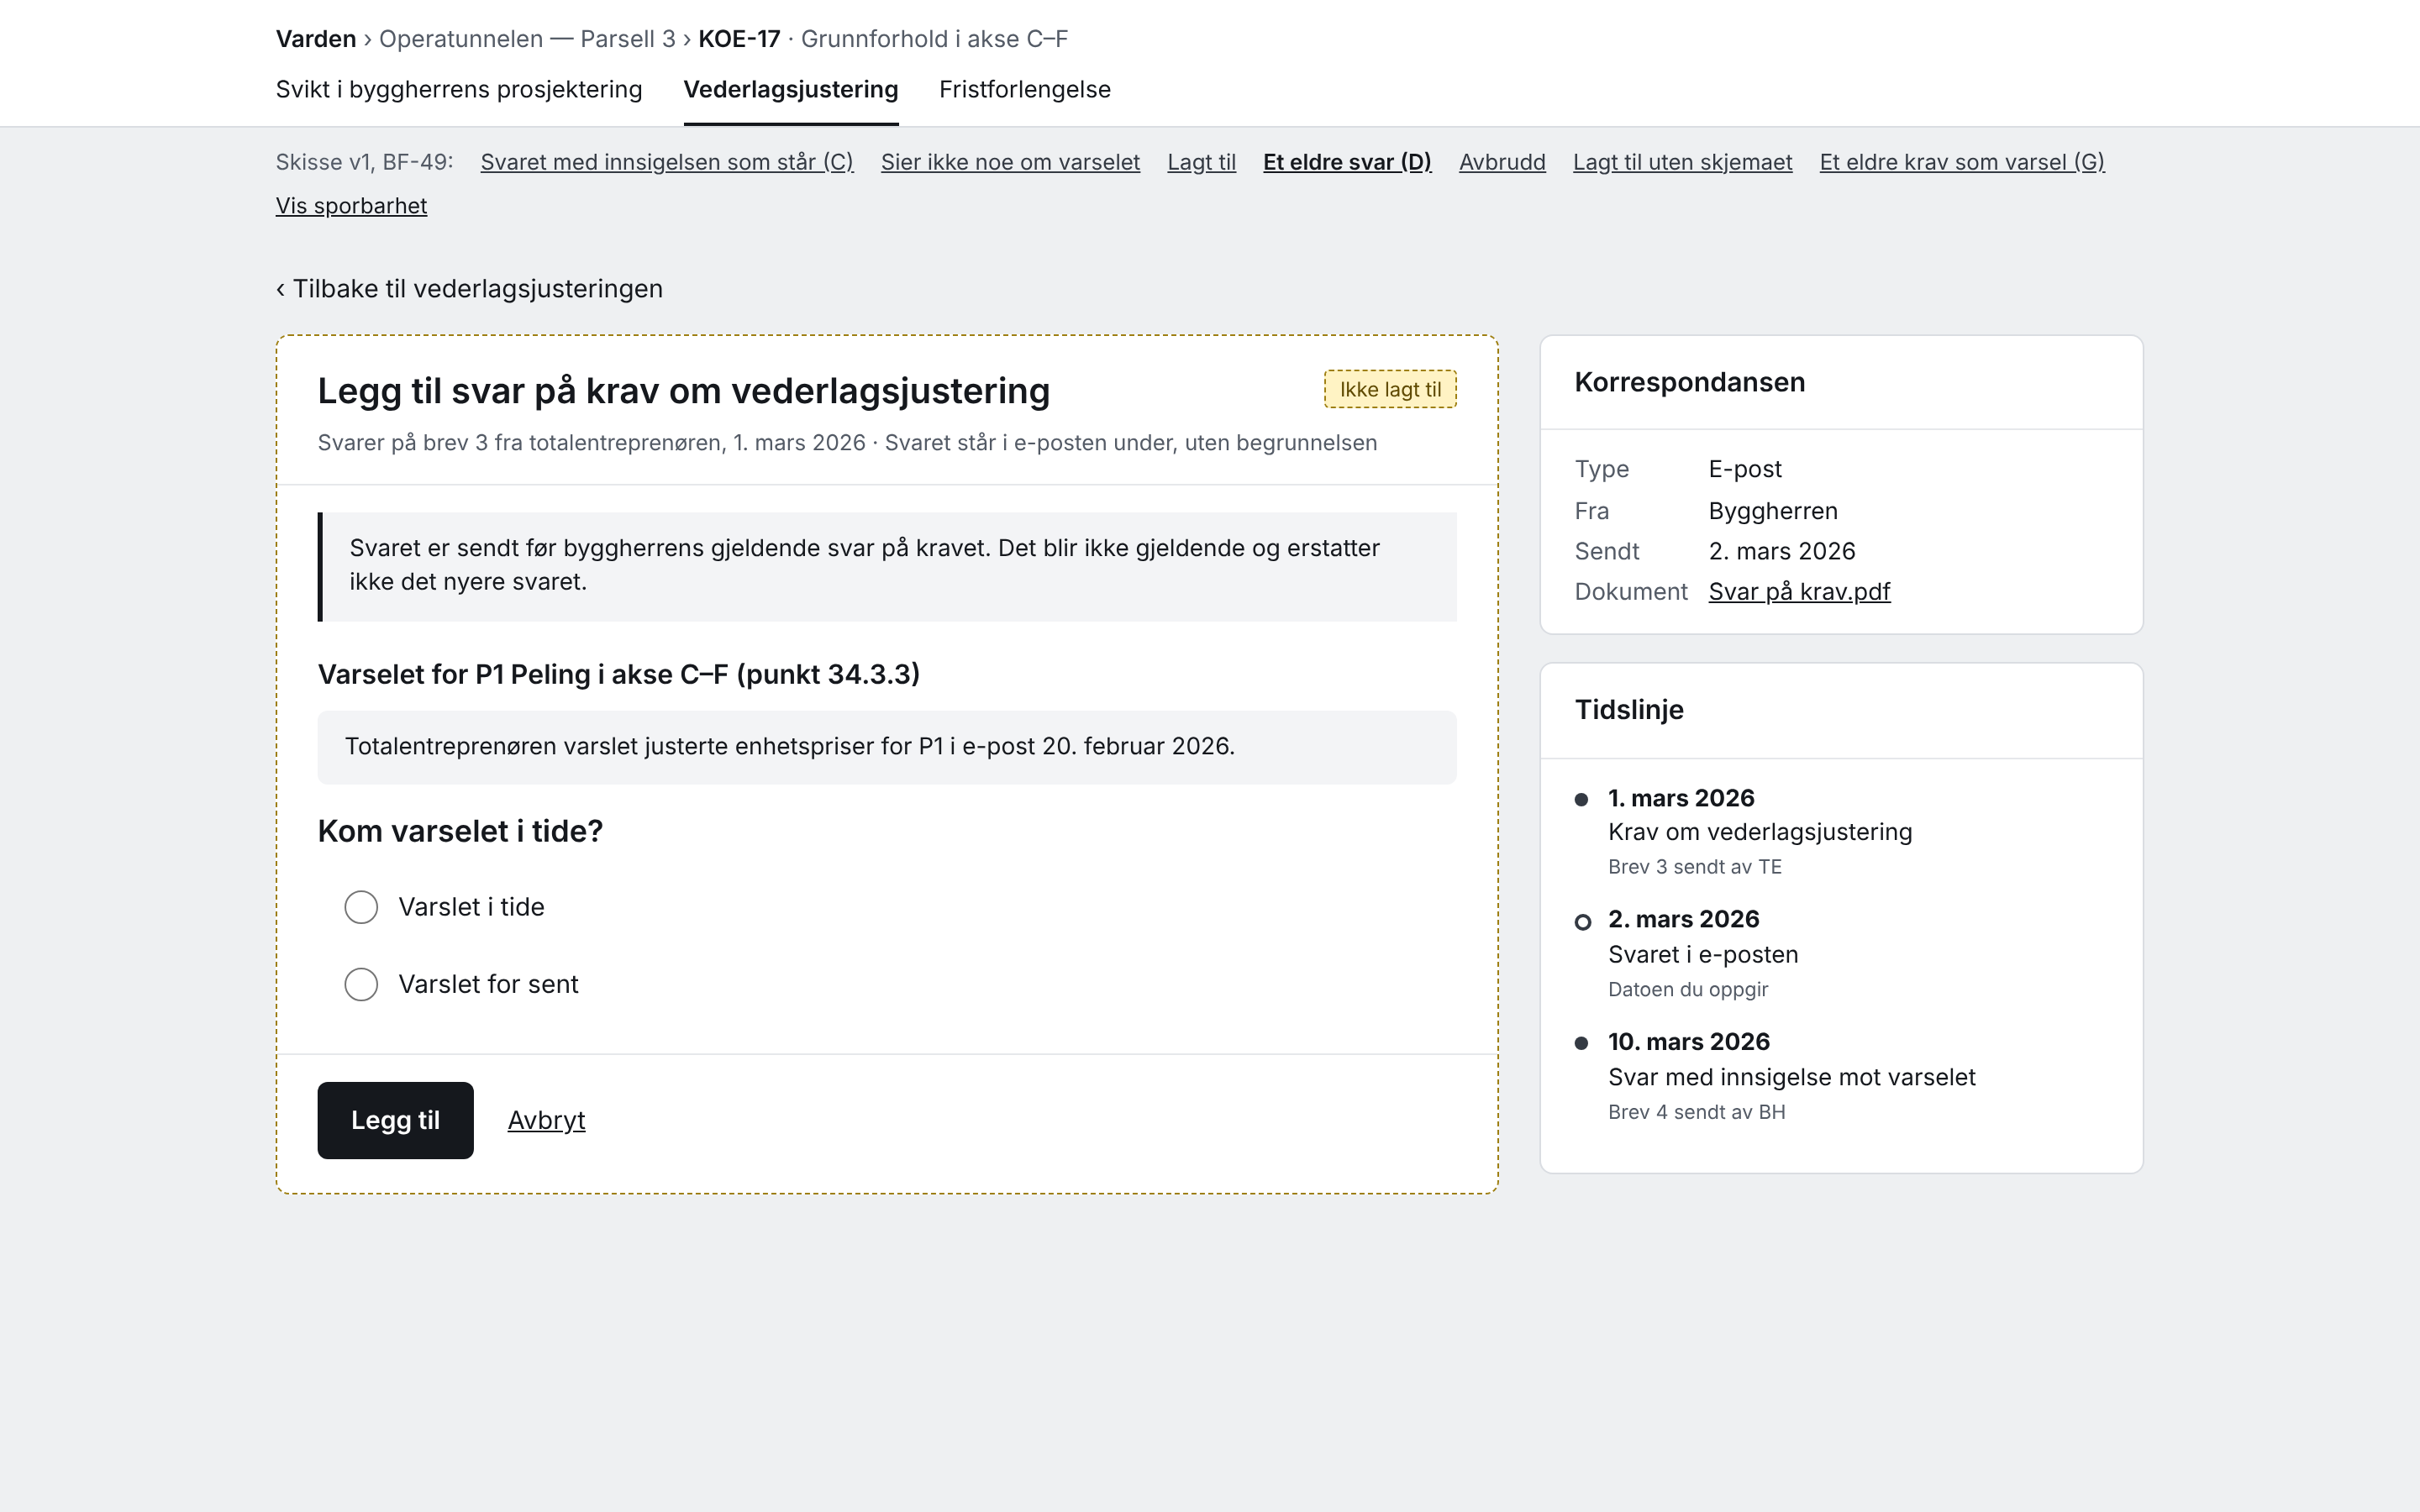 Varden › Operatunnelen — Parsell 3 › KOE-17 · Grunnforhold i akse C–F
Svikt i byggherrens prosjektering Vederlagsjustering Fristforlengelse
Skisse v1, BF-49: Svaret med innsigelsen som står (C) Sier ikke noe om varselet Lagt til Et eldre svar (D) Avbrudd Lagt til uten skjemaet Et eldre krav som varsel (G)
Vis sporbarhet
‹ Tilbake til vederlagsjusteringen
Legg til svar på krav om vederlagsjustering
Ikke lagt til
Svarer på brev 3 fra totalentreprenøren, 1. mars 2026 · Svaret står i e-posten under, uten begrunnelsen
Svaret er sendt før byggherrens gjeldende svar på kravet. Det blir ikke gjeldende og erstatter
ikke det nyere svaret.
Varselet for P1 Peling i akse C–F (punkt 34.3.3)
Totalentreprenøren varslet justerte enhetspriser for P1 i e-post 20. februar 2026.
Kom varselet i tide?
Varslet i tide
Varslet for sent
Legg til Avbryt
Korrespondansen
Type E-post
Fra Byggherren
Sendt 2. mars 2026
Dokument Svar på krav.pdf
Tidslinje
1. mars 2026
Krav om vederlagsjustering
Brev 3 sendt av TE
2. mars 2026
Svaret i e-posten
Datoen du oppgir
10. mars 2026
Svar med innsigelse mot varselet
Brev 4 sendt av BH